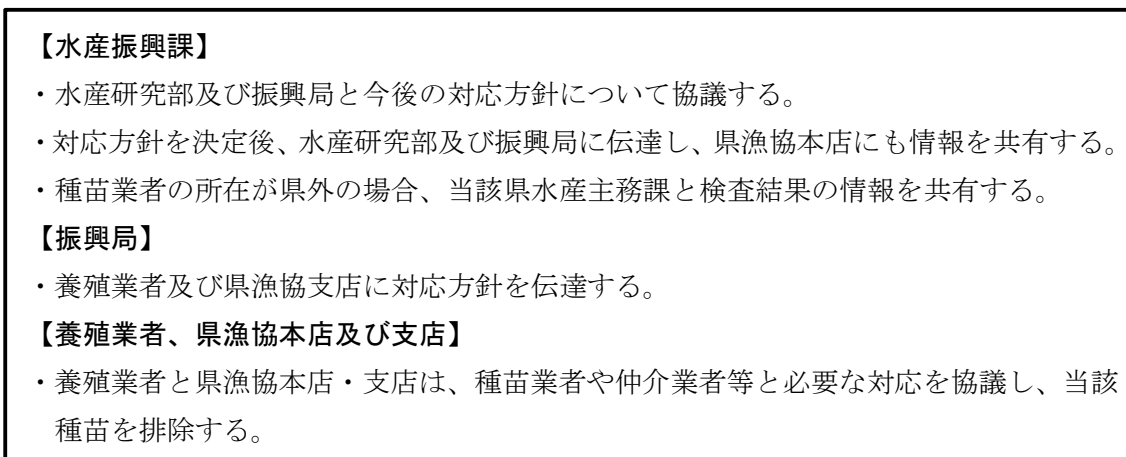 【水産振興課】
・水産研究部及び振興局と今後の対応方針について協議する。
・対応方針を決定後、水産研究部及び振興局に伝達し、県漁協本店にも情報を共有する。
・種苗業者の所在が県外の場合、当該県水産主務課と検査結果の情報を共有する。
【振興局】
・養殖業者及び県漁協支店に対応方針を伝達する。
【養殖業者、県漁協本店及び支店】
・養殖業者と県漁協本店・支店は、種苗業者や仲介業者等と必要な対応を協議し、当該
種苗を排除する。